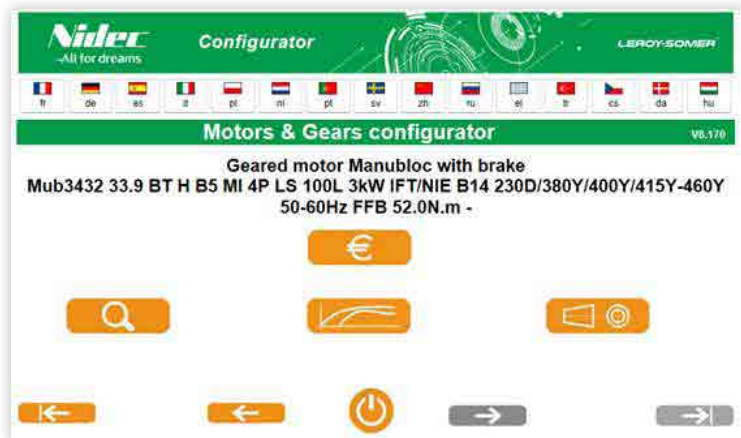 Nidec
-All for dreams
Configurator
LEROY-SOMER
fr de es it pl nl pt sv zh ru el tr cs da hu
Motors & Gears configurator
V8.170
Geared motor Manubloc with brake
Mub3432 33.9 BT H B5 MI 4P LS 100L 3kW IFT/NIE B14 230D/380Y/400Y/415Y-460Y
50-60Hz FFB 52.0N.m -
€